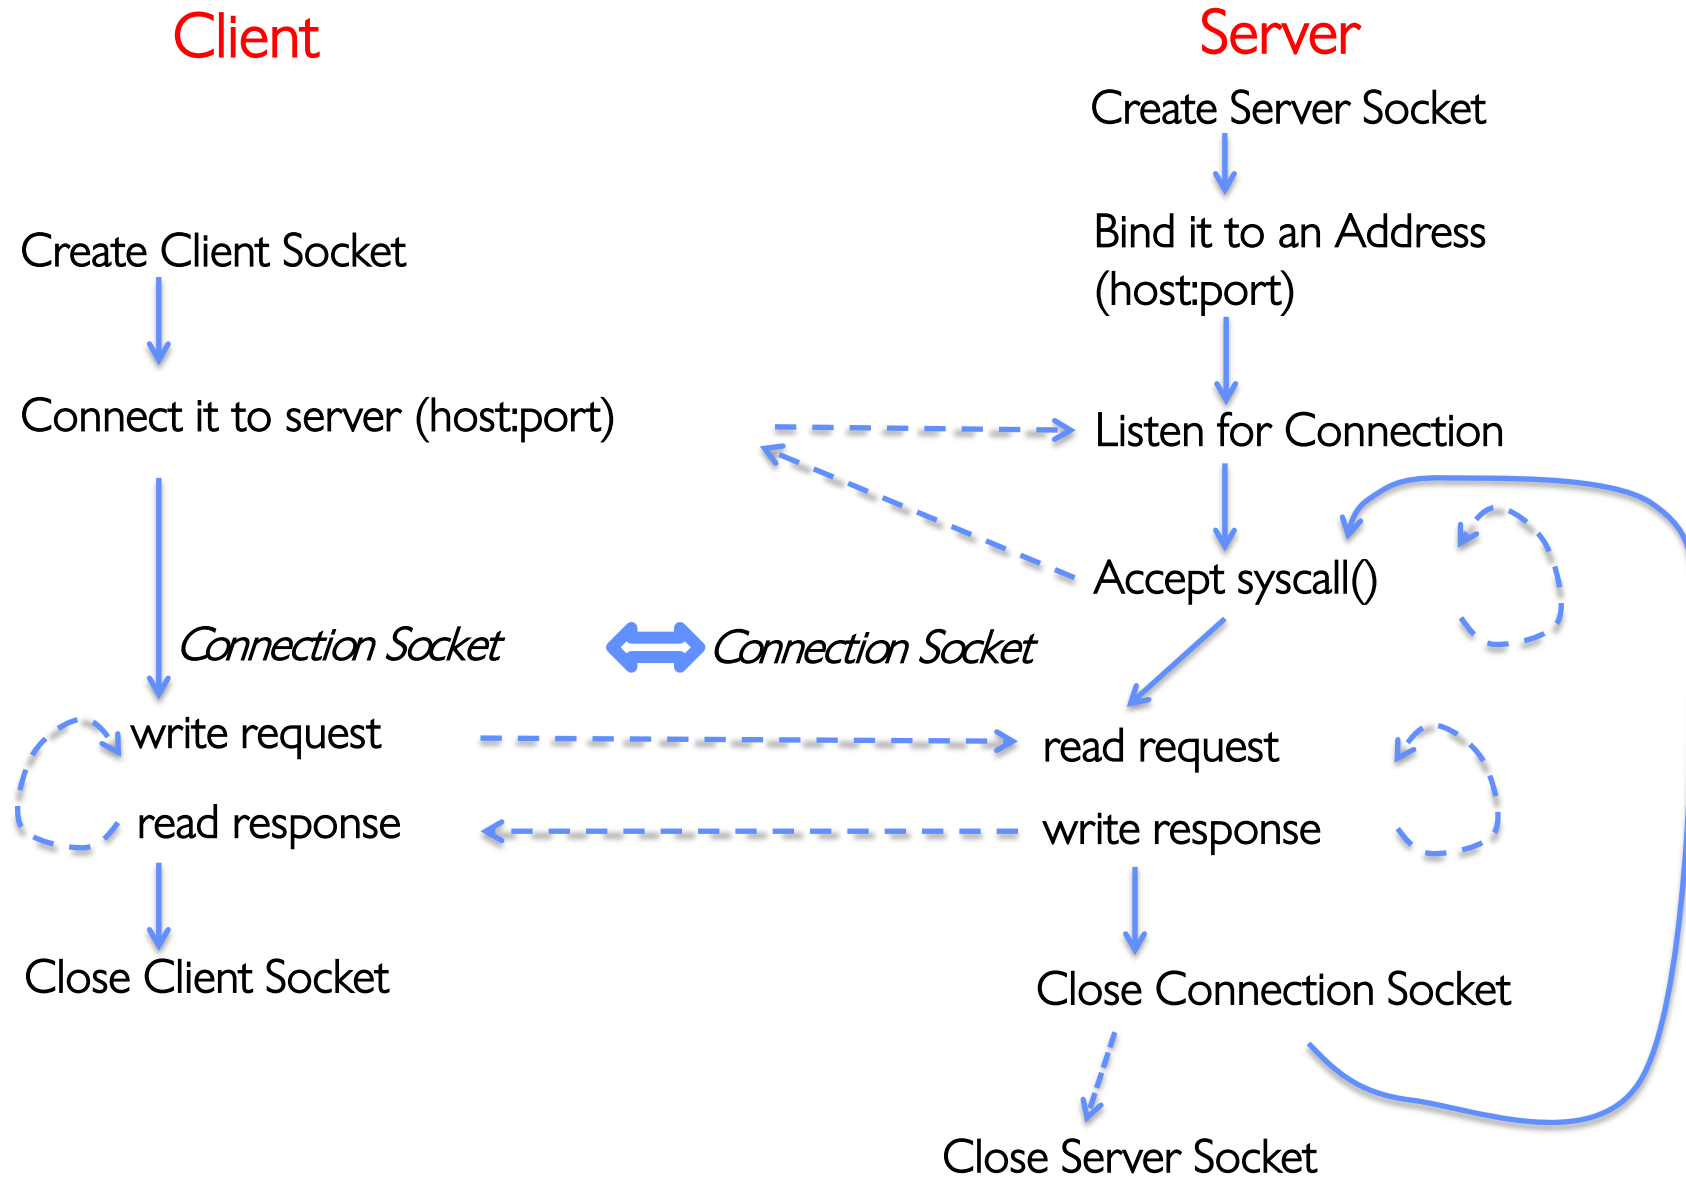 Client
Server
Create Server Socket
Create Client Socket
Bind it to an Address
(host:port)
Connect it to server (host:port)
Listen for Connection
Accept syscall()
Connection Socket
Connection Socket
write request
read request
read response
write response
Close Client Socket
Close Connection Socket
Close Server Socket